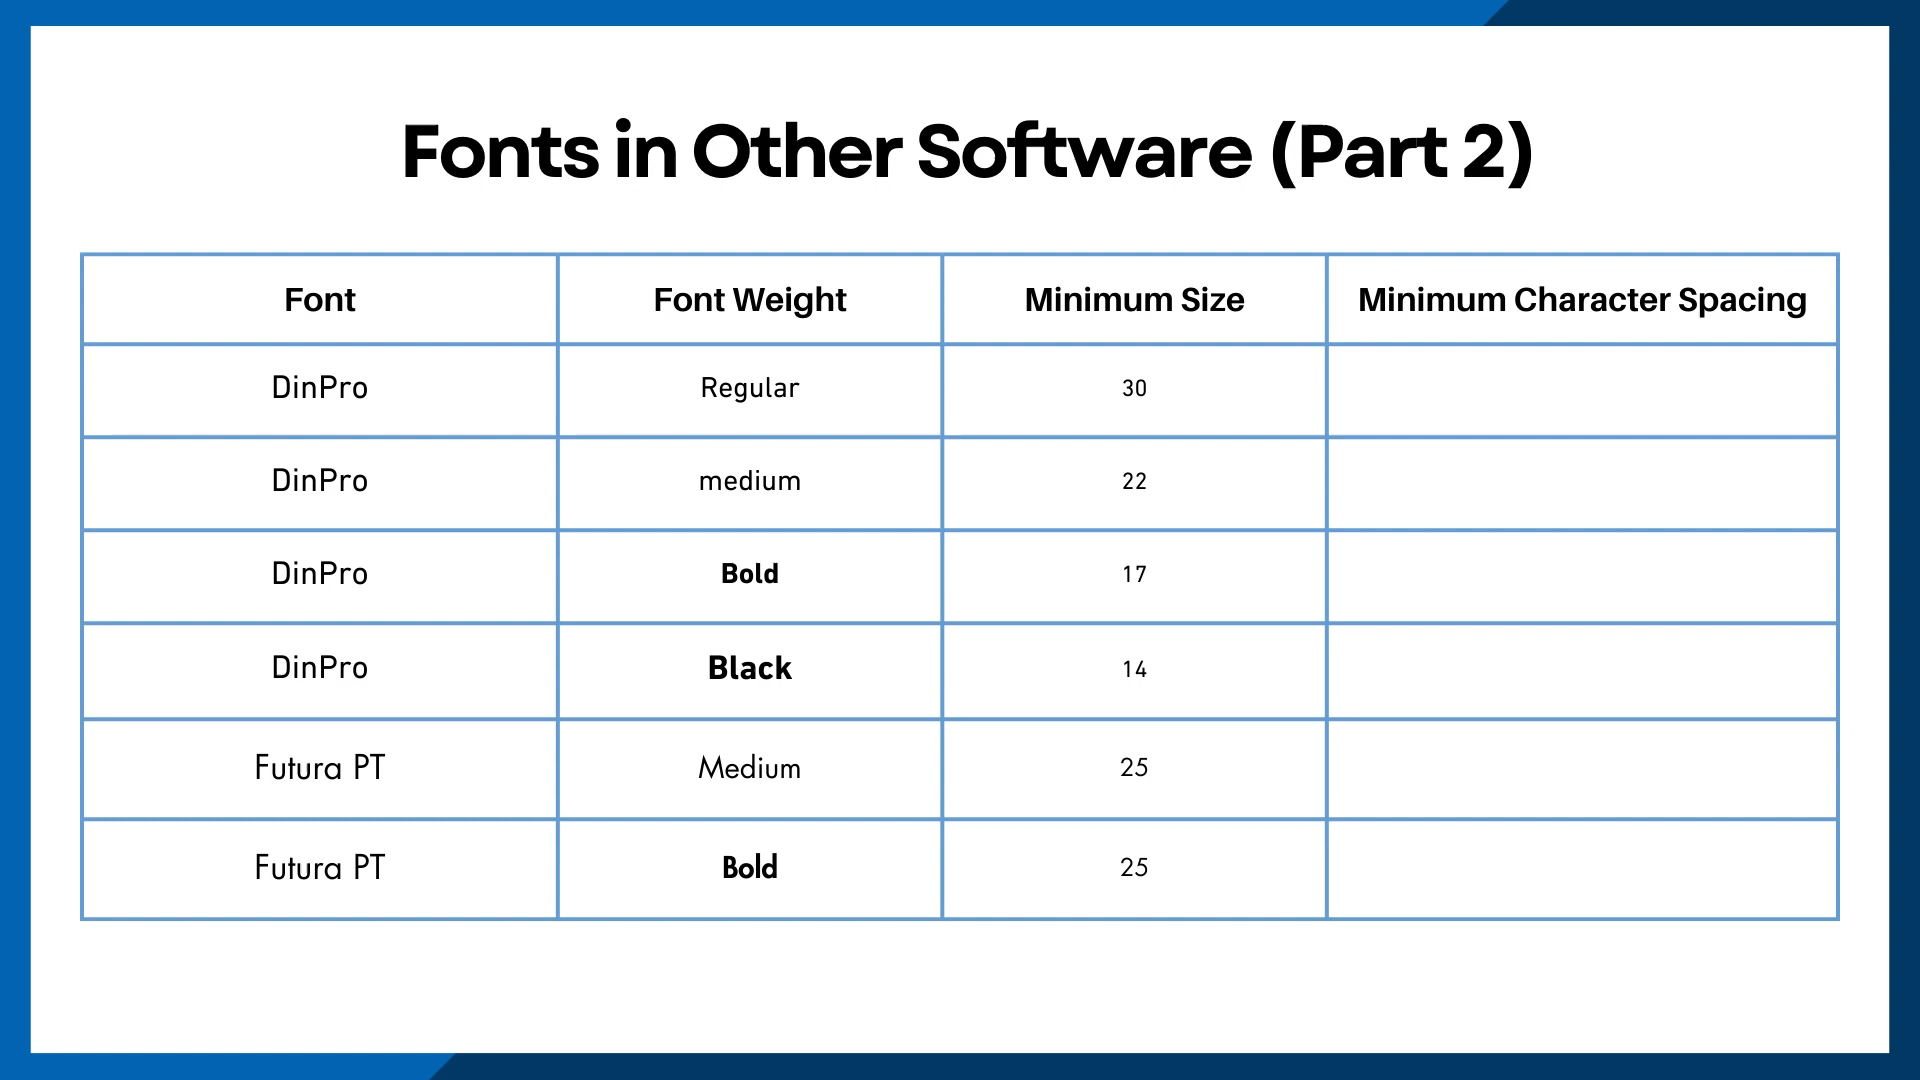 Fonts in Other Software (Part 2)
Font Font Weight Minimum Size Minimum Character Spacing
DinPro Regular 30
DinPro medium 22
DinPro Bold 17
DinPro Black 14
Futura PT Medium 25
Futura PT Bold 25